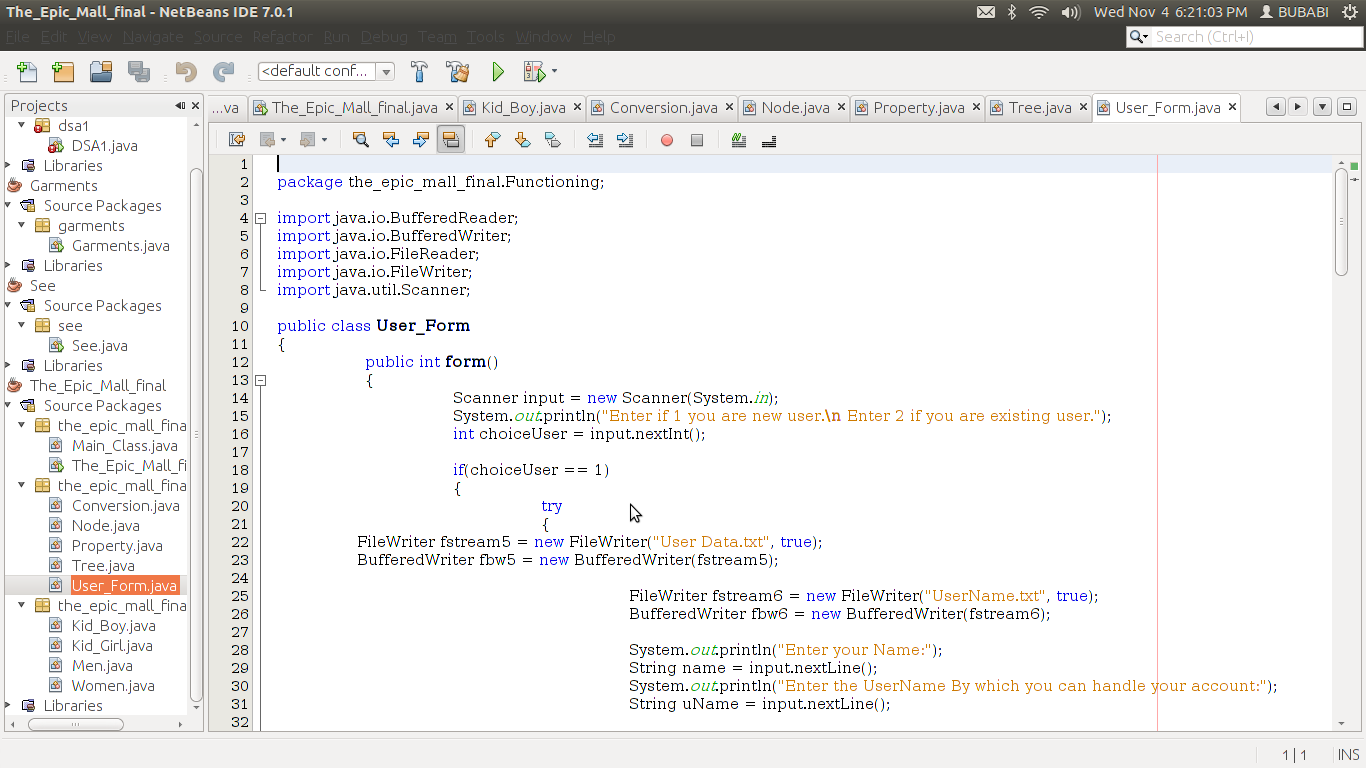 The_Epic_Mall_final - NetBeans IDE 7.0.1
Wed Nov 4 6:21:03 PM
BUBABI
File Edit View Navigate Source Refactor Run Debug Team Tools Window Help
Search (Ctrl+I)
<default conf...
Projects
dsa1
DSA1.java
Libraries
Garments
Source Packages
garments
Garments.java
Libraries
See
Source Packages
see
See.java
Libraries
The_Epic_Mall_final
Source Packages
the_epic_mall_fina
Main_Class.java
The_Epic_Mall_fi
the_epic_mall_fina
Conversion.java
Node.java
Property.java
Tree.java
User_Form.java
the_epic_mall_fina
Kid_Boy.java
Kid_Girl.java
Men.java
Women.java
Libraries
...va The_Epic_Mall_final.java Kid_Boy.java Conversion.java Node.java Property.java Tree.java User_Form.java
1
2 package the_epic_mall_final.Functioning;
3
4 import java.io.BufferedReader;
5 import java.io.BufferedWriter;
6 import java.io.FileReader;
7 import java.io.FileWriter;
8 import java.util.Scanner;
9
10 public class User_Form
11 {
12 public int form()
13 {
14 Scanner input = new Scanner(System.in);
15 System.out.println("Enter if 1 you are new user.\n Enter 2 if you are existing user.");
16 int choiceUser = input.nextInt();
17
18 if(choiceUser == 1)
19 {
20 try
21 {
22 FileWriter fstream5 = new FileWriter("User Data.txt", true);
23 BufferedWriter fbw5 = new BufferedWriter(fstream5);
24
25 FileWriter fstream6 = new FileWriter("UserName.txt", true);
26 BufferedWriter fbw6 = new BufferedWriter(fstream6);
27
28 System.out.println("Enter your Name:");
29 String name = input.nextLine();
30 System.out.println("Enter the UserName By which you can handle your account:");
31 String uName = input.nextLine();
32
1 | 1 INS